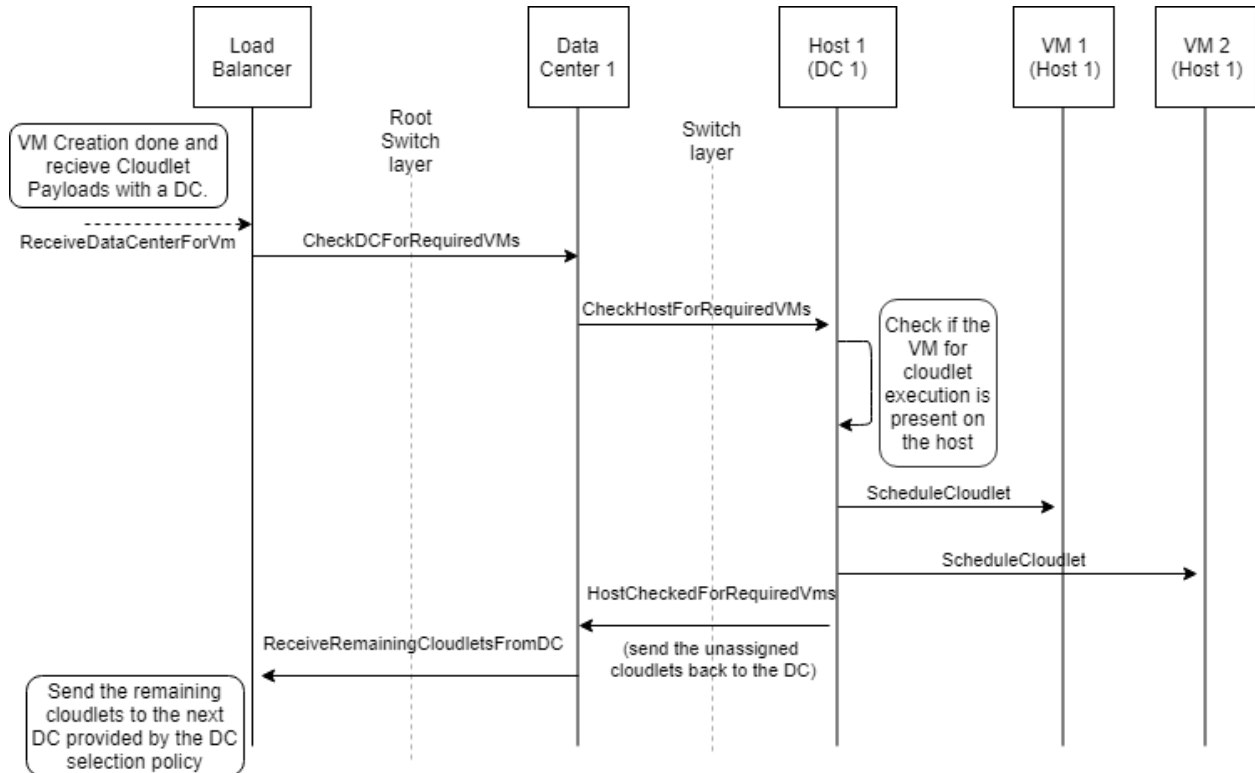 Load
Balancer
Data
Center 1
Host 1
(DC 1)
VM 1
(Host 1)
VM 2
(Host 1)
VM Creation done and
recieve Cloudlet
Payloads with a DC.
Root
Switch
layer
Switch
layer
ReceiveDataCenterForVm
CheckDCForRequiredVMs
CheckHostForRequiredVMs
Check if the
VM for
cloudlet
execution is
present on
the host
ScheduleCloudlet
ScheduleCloudlet
HostCheckedForRequiredVms
(send the unassigned
cloudlets back to the DC)
ReceiveRemainingCloudletsFromDC
Send the remaining
cloudlets to the next
DC provided by the DC
selection policy